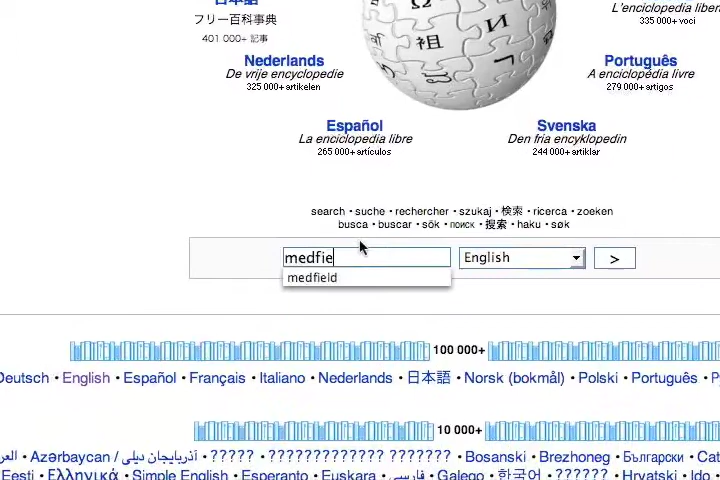 日本語
フリー百科事典
401 000+ 記事
L'enciclopedia liber
335 000+ voci
Nederlands
De vrije encyclopedie
325 000+ artikelen
Português
A enciclopédia livre
279 000+ artigos
Español
La enciclopedia libre
265 000+ artículos
Svenska
Den fria encyklopedin
244 000+ artiklar
祖
И
search • suche • rechercher • szukaj • 検索 • ricerca • zoeken
busca • buscar • sök • поиск • 搜索 • haku • søk
medfie
English
>
medfield
100 000+
Deutsch • English • Español • Français • Italiano • Nederlands • 日本語 • Norsk (bokmål) • Polski • Português •
10 000+
• Azərbaycan / آذربايجان ديلی • ????? • ????????????? ??????? • Bosanski • Brezhoneg • Български • Cat
Eesti • Ελληνικά • Simple English • Esperanto • Euskara • فارسی • Galego • 한국어 • ?????? • Hrvatski • Ido